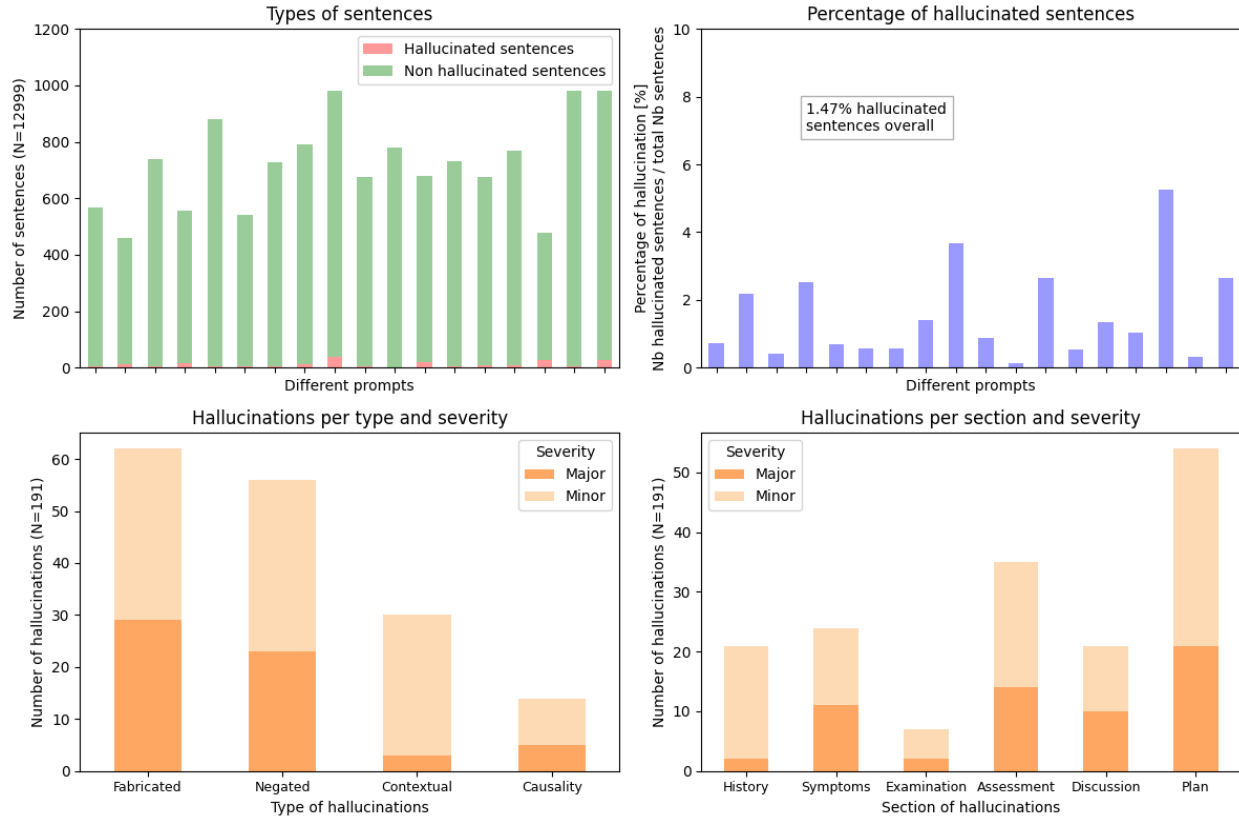 Types of sentences
Number of sentences (N=12999)
1200
1000
800
600
400
200
0
Hallucinated sentences
Non hallucinated sentences
Different prompts
Percentage of hallucinated sentences
Percentage of hallucination [%]
Nb hallucinated sentences / total Nb sentences
10
8
6
4
2
0
1.47% hallucinated
sentences overall
Different prompts
Hallucinations per type and severity
Number of hallucinations (N=191)
60
50
40
30
20
10
0
Severity
Major
Minor
Fabricated Negated Contextual Causality
Type of hallucinations
Hallucinations per section and severity
Number of hallucinations (N=191)
50
40
30
20
10
0
Severity
Major
Minor
History Symptoms Examination Assessment Discussion Plan
Section of hallucinations